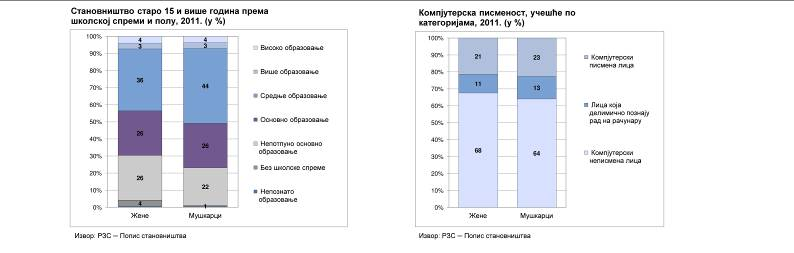 Становништво старо 15 и више година према
школској спреми и полу, 2011. (у %)
100%
90%
80%
70%
60%
50%
40%
30%
20%
10%
0%
4
3
36
26
26
4
4
3
44
26
22
1
Жене
Мушкарци
Високо образовање
Више образовање
Средње образовање
Основно образовање
Непотпуно основно
образовање
Без школске спреме
Непознато
образовање
Извор: РЗС — Попис становништва
Компјутерска писменост, учешће по
категоријама, 2011. (у %)
100%
90%
80%
70%
60%
50%
40%
30%
20%
10%
0%
21
11
68
23
13
64
Жене
Мушкарци
Компјутерски
писмена лица
Лица која
делимично познају
рад на рачунару
Компјутерски
неписмена лица
Извор: РЗС — Попис становништва